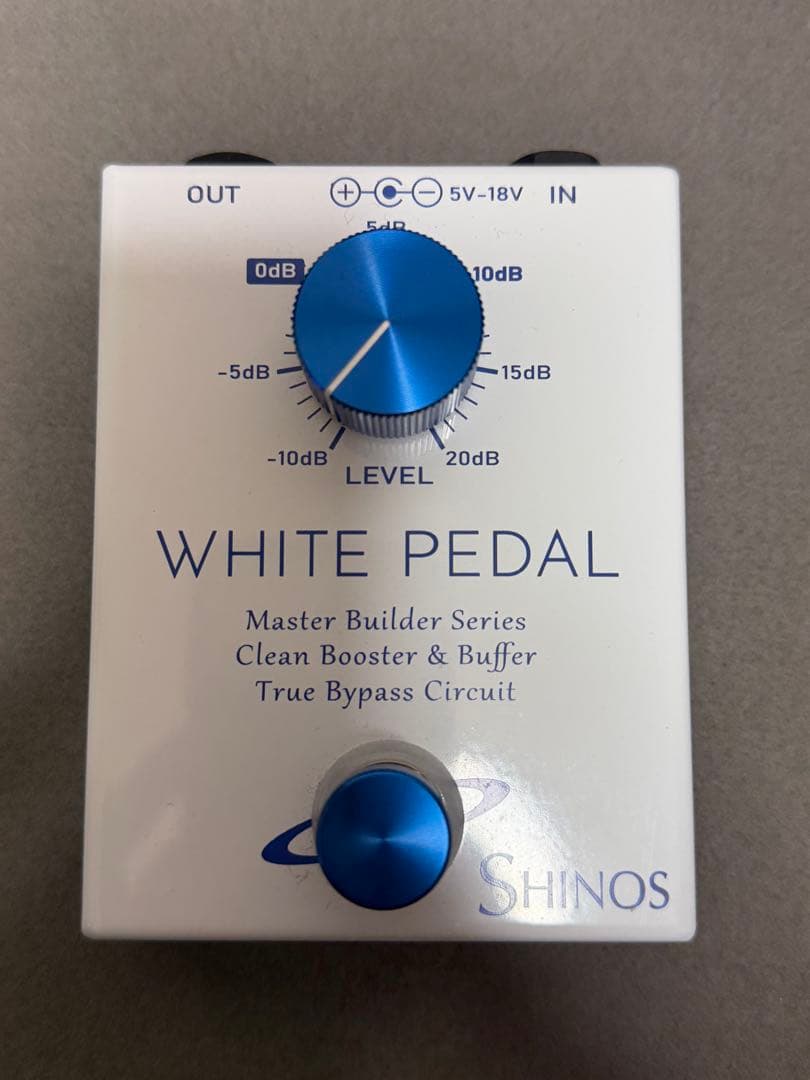 OUT 5V-18V IN
5dB
0dB 10dB
-5dB 15dB
-10dB 20dB
LEVEL
WHITE PEDAL
Master Builder Series
Clean Booster & Buffer
True Bypass Circuit
SHINOS